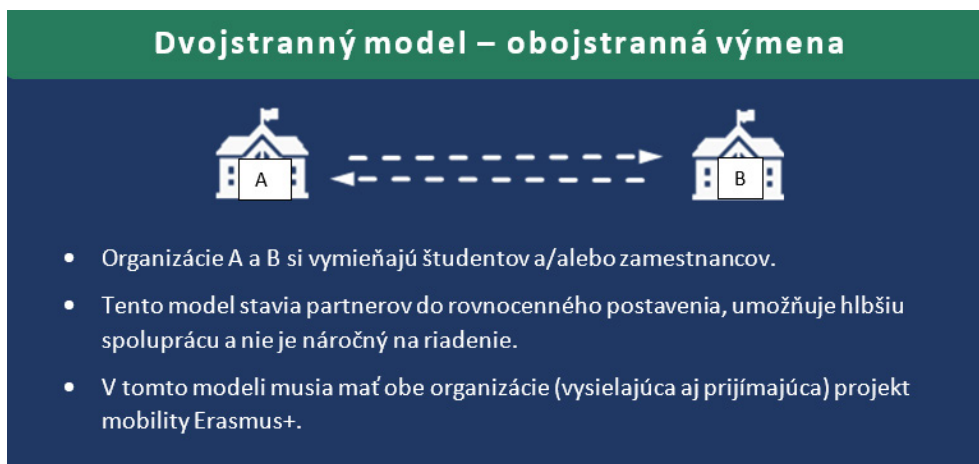 Dvojstranný model – obojstranná výmena
A
B
• Organizácie A a B si vymieňajú študentov a/alebo zamestnancov.
• Tento model stavia partnerov do rovnocenného postavenia, umožňuje hlbšiu
spoluprácu a nie je náročný na riadenie.
• V tomto modeli musia mať obe organizácie (vysielajúca aj prijímajúca) projekt
mobility Erasmus+.